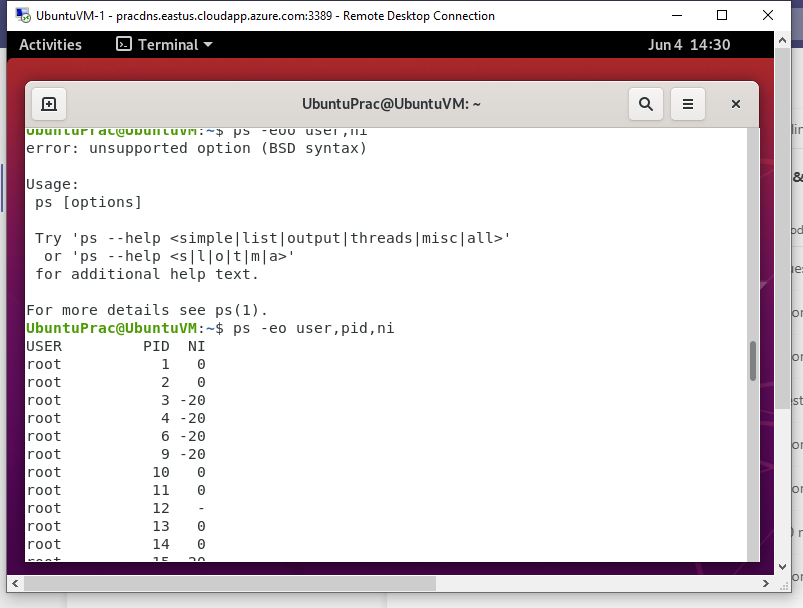 UbuntuVM-1 - pracdns.eastus.cloudapp.azure.com:3389 - Remote Desktop Connection
Activities Terminal Jun 4 14:30
UbuntuPrac@UbuntuVM: ~
UbuntuPrac@UbuntuVM:~$ ps -eoo user,ni
error: unsupported option (BSD syntax)
Usage:
ps [options]
Try 'ps --help <simple|list|output|threads|misc|all>'
or 'ps --help <s|l|o|t|m|a>'
for additional help text.
For more details see ps(1).
UbuntuPrac@UbuntuVM:~$ ps -eo user,pid,ni
USER PID NI
root 1 0
root 2 0
root 3 -20
root 4 -20
root 6 -20
root 9 -20
root 10 0
root 11 0
root 12 -
root 13 0
root 14 0